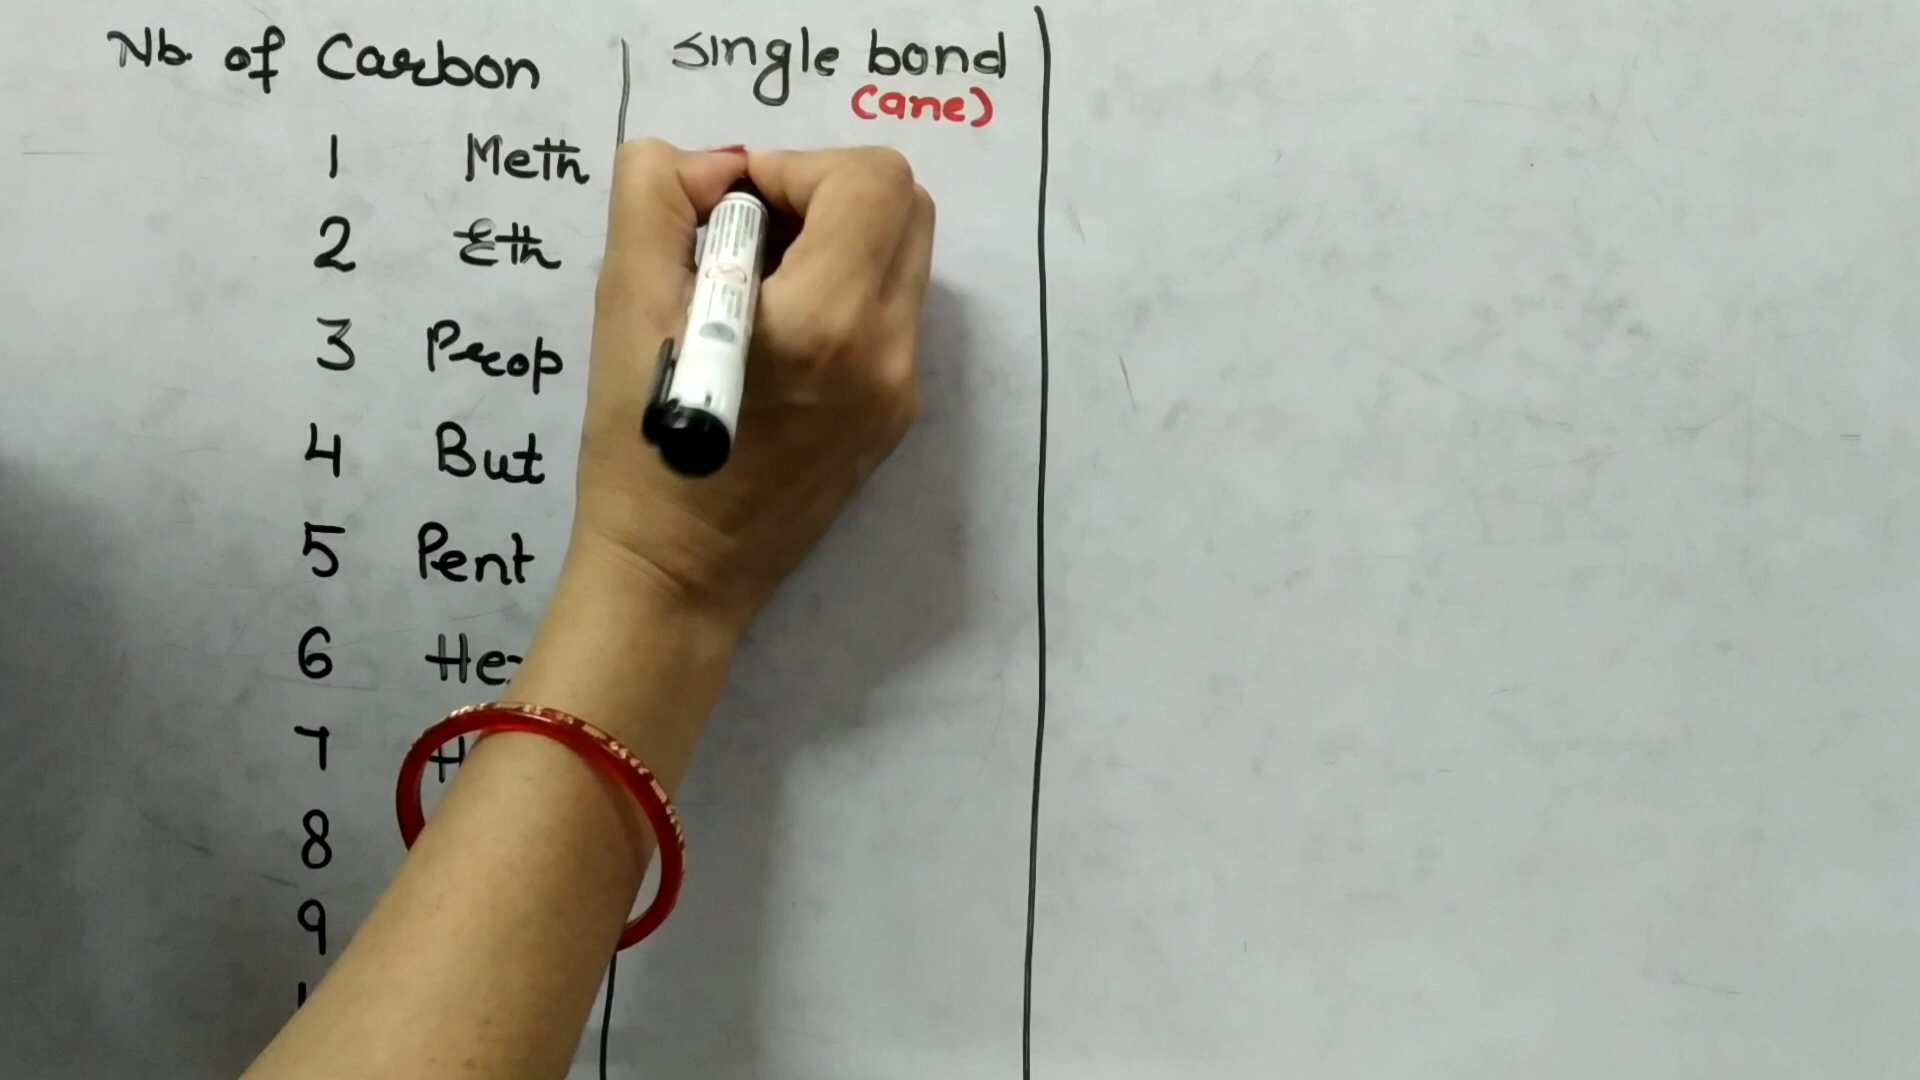 Nb. of Carbon single bond
(ane)
1 Meth
2 Eth
3 Prop
4 But
5 Pent
6
7
8
9